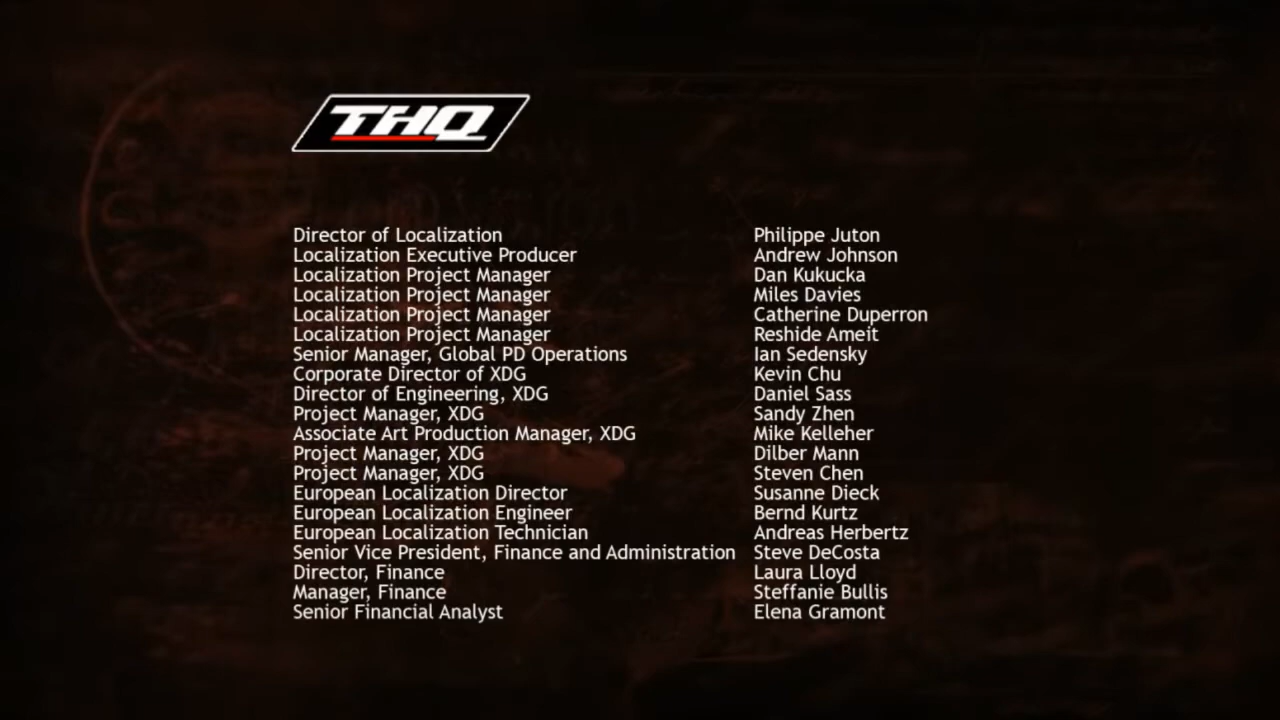 THQ
Director of Localization Philippe Juton
Localization Executive Producer Andrew Johnson
Localization Project Manager Dan Kukucka
Localization Project Manager Miles Davies
Localization Project Manager Catherine Duperron
Localization Project Manager Reshide Ameit
Senior Manager, Global PD Operations Ian Sedensky
Corporate Director of XDG Kevin Chu
Director of Engineering, XDG Daniel Sass
Project Manager, XDG Sandy Zhen
Associate Art Production Manager, XDG Mike Kelleher
Project Manager, XDG Dilber Mann
Project Manager, XDG Steven Chen
European Localization Director Susanne Dieck
European Localization Engineer Bernd Kurtz
European Localization Technician Andreas Herbertz
Senior Vice President, Finance and Administration Steve DeCosta
Director, Finance Laura Lloyd
Manager, Finance Steffanie Bullis
Senior Financial Analyst Elena Gramont